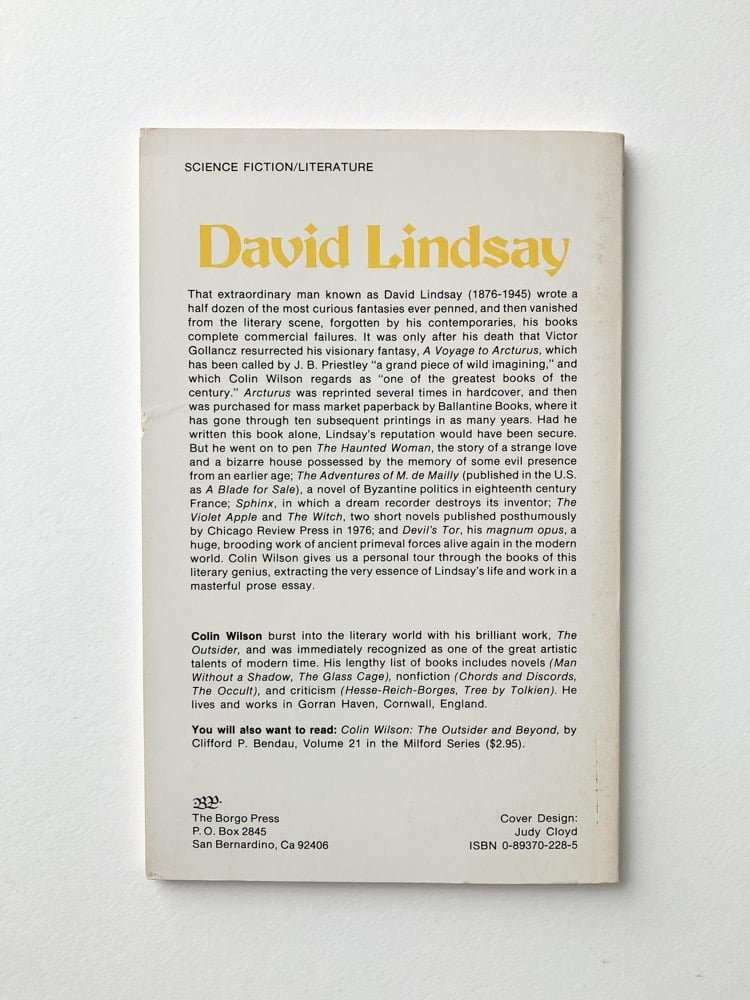 SCIENCE FICTION/LITERATURE
David Lindsay
That extraordinary man known as David Lindsay (1876-1945) wrote a
half dozen of the most curious fantasies ever penned, and then vanished
from the literary scene, forgotten by his contemporaries, his books
complete commercial failures. It was only after his death that Victor
Gollancz resurrected his visionary fantasy, A Voyage to Arcturus, which
has been called by J. B. Priestley "a grand piece of wild imagining," and
which Colin Wilson regards as "one of the greatest books of the
century." Arcturus was reprinted several times in hardcover, and then
was purchased for mass market paperback by Ballantine Books, where it
has gone through ten subsequent printings in as many years. Had he
written this book alone, Lindsay's reputation would have been secure.
But he went on to pen The Haunted Woman, the story of a strange love
and a bizarre house possessed by the memory of some evil presence
from an earlier age; The Adventures of M. de Mailly (published in the U.S.
as A Blade for Sale), a novel of Byzantine politics in eighteenth century
France; Sphinx, in which a dream recorder destroys its inventor; The
Violet Apple and The Witch, two short novels published posthumously
by Chicago Review Press in 1976; and Devil's Tor, his magnum opus, a
huge, brooding work of ancient primeval forces alive again in the modern
world. Colin Wilson gives us a personal tour through the books of this
literary genius, extracting the very essence of Lindsay's life and work in a
masterful prose essay.
Colin Wilson burst into the literary world with his brilliant work, The
Outsider, and was immediately recognized as one of the great artistic
talents of modern time. His lengthy list of books includes novels (Man
Without a Shadow, The Glass Cage), nonfiction (Chords and Discords,
The Occult), and criticism (Hesse-Reich-Borges, Tree by Tolkien). He
lives and works in Gorran Haven, Cornwall, England.
You will also want to read: Colin Wilson: The Outsider and Beyond, by
Clifford P. Bendau, Volume 21 in the Milford Series ($2.95).
BP.
The Borgo Press
P.O. Box 2845
San Bernardino, Ca 92406
Cover Design:
Judy Cloyd
ISBN 0-89370-228-5